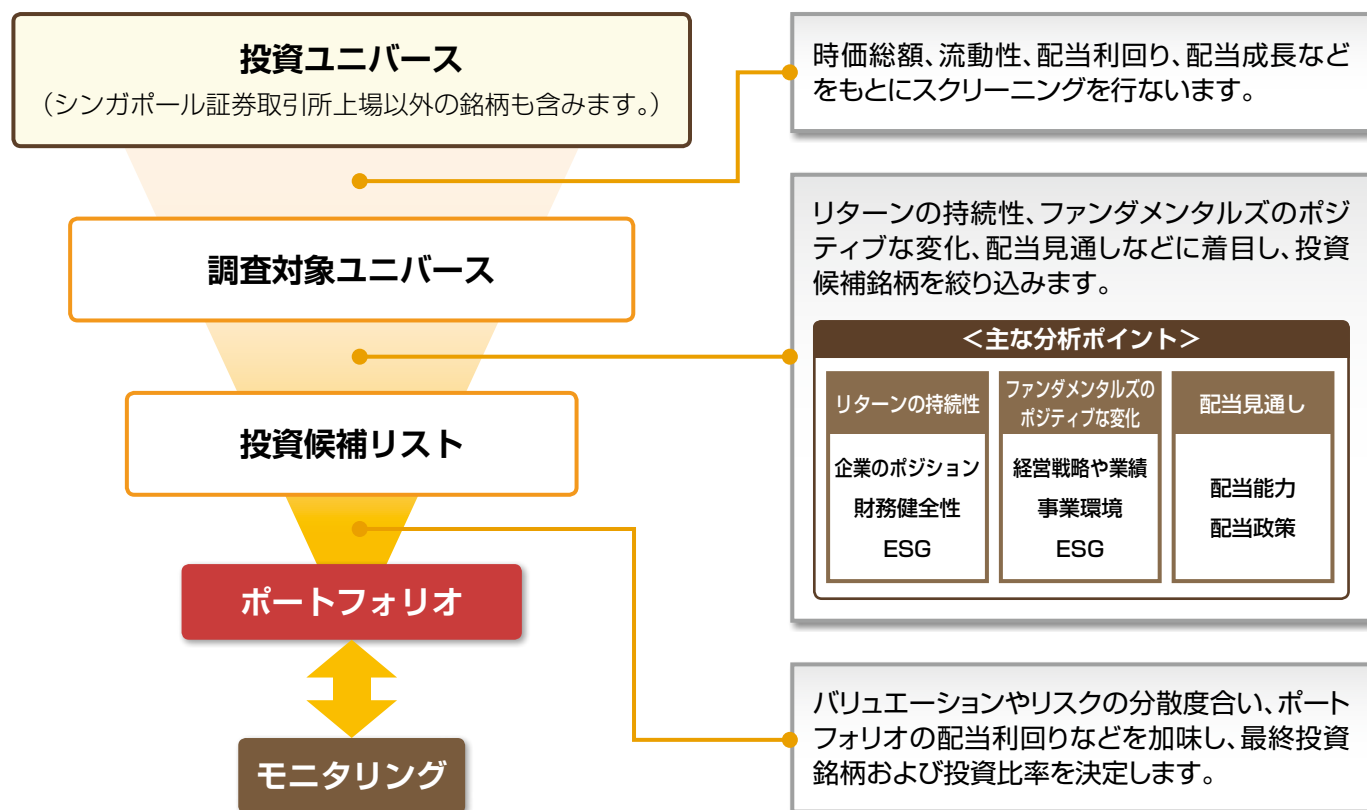 投資ユニバース
（シンガポール証券取引所上場以外の銘柄も含みます。）
時価総額、流動性、配当利回り、配当成長など
をもとにスクリーニングを行ないます。
調査対象ユニバース
リターンの持続性、ファンダメンタルズのポジ
ティブな変化、配当見通しなどに着目し、投資
候補銘柄を絞り込みます。
＜主な分析ポイント＞
リターンの持続性
企業のポジション
財務健全性
ESG
ファンダメンタルズの
ポジティブな変化
経営戦略や業績
事業環境
ESG
配当見通し
配当能力
配当政策
投資候補リスト
ポートフォリオ
バリュエーションやリスクの分散度合い、ポート
フォリオの配当利回りなどを加味し、最終投資
銘柄および投資比率を決定します。
モニタリング